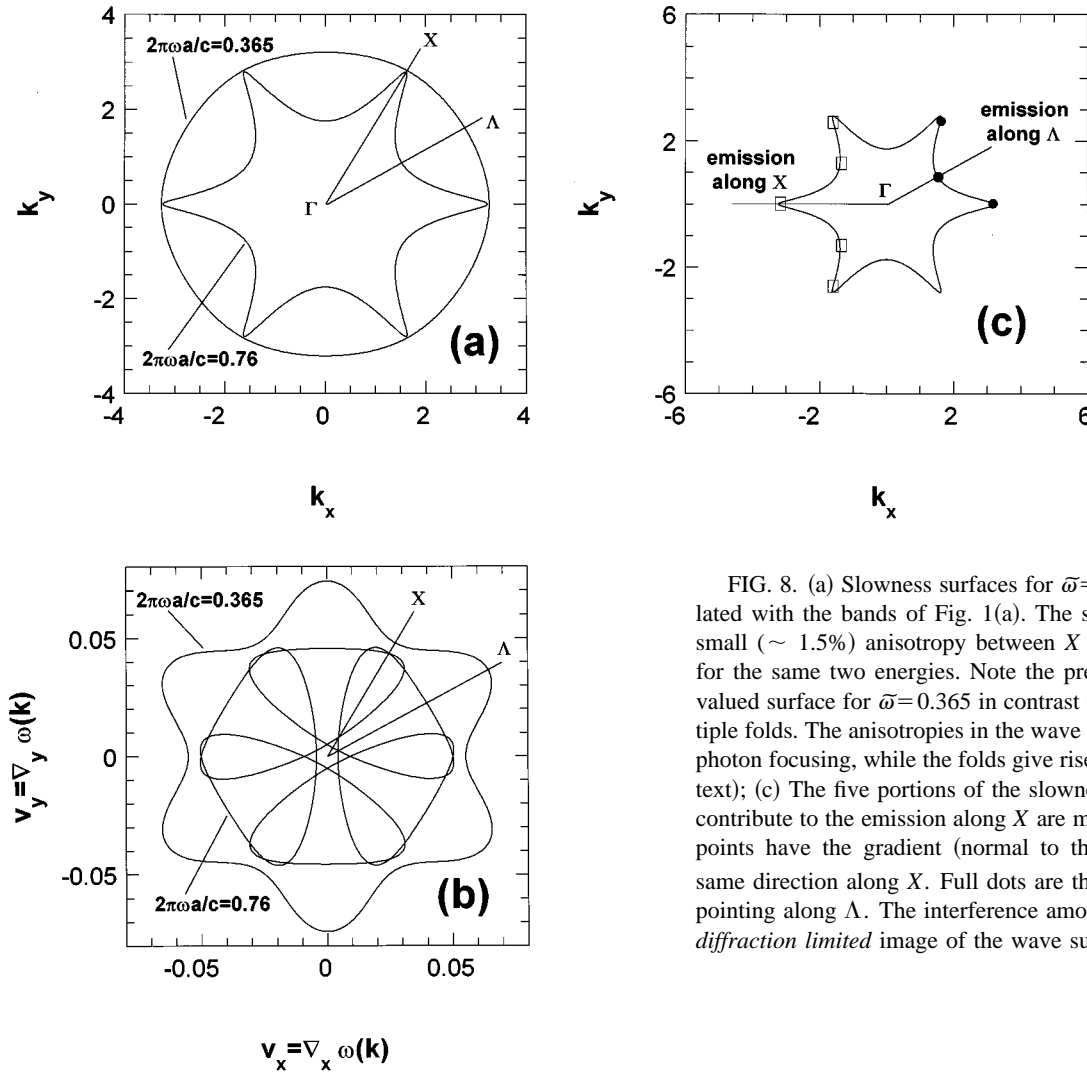 4
2πωa/c=0.365
X
2
Λ
k_y
0
Γ
-2
2πωa/c=0.76
(a)
-4
-4 -2 0 2 4
k_x
6
emission
along Λ
2
emission
along X
k_y
Γ
0
-2
(c)
-6
-6 -2 2 6
k_x
2πωa/c=0.365
X
0.05
Λ
v_y=∇_y ω(k)
0
-0.05
2πωa/c=0.76
(b)
-0.05 0 0.05
v_x=∇_x ω(k)
FIG. 8. (a) Slowness surfaces for ω̃=
lated with the bands of Fig. 1(a). The s
small (~ 1.5%) anisotropy between X
for the same two energies. Note the pre
valued surface for ω̃=0.365 in contrast
tiple folds. The anisotropies in the wave
photon focusing, while the folds give rise
text); (c) The five portions of the slowne
contribute to the emission along X are m
points have the gradient (normal to th
same direction along X. Full dots are th
pointing along Λ. The interference amo
diffraction limited image of the wave su